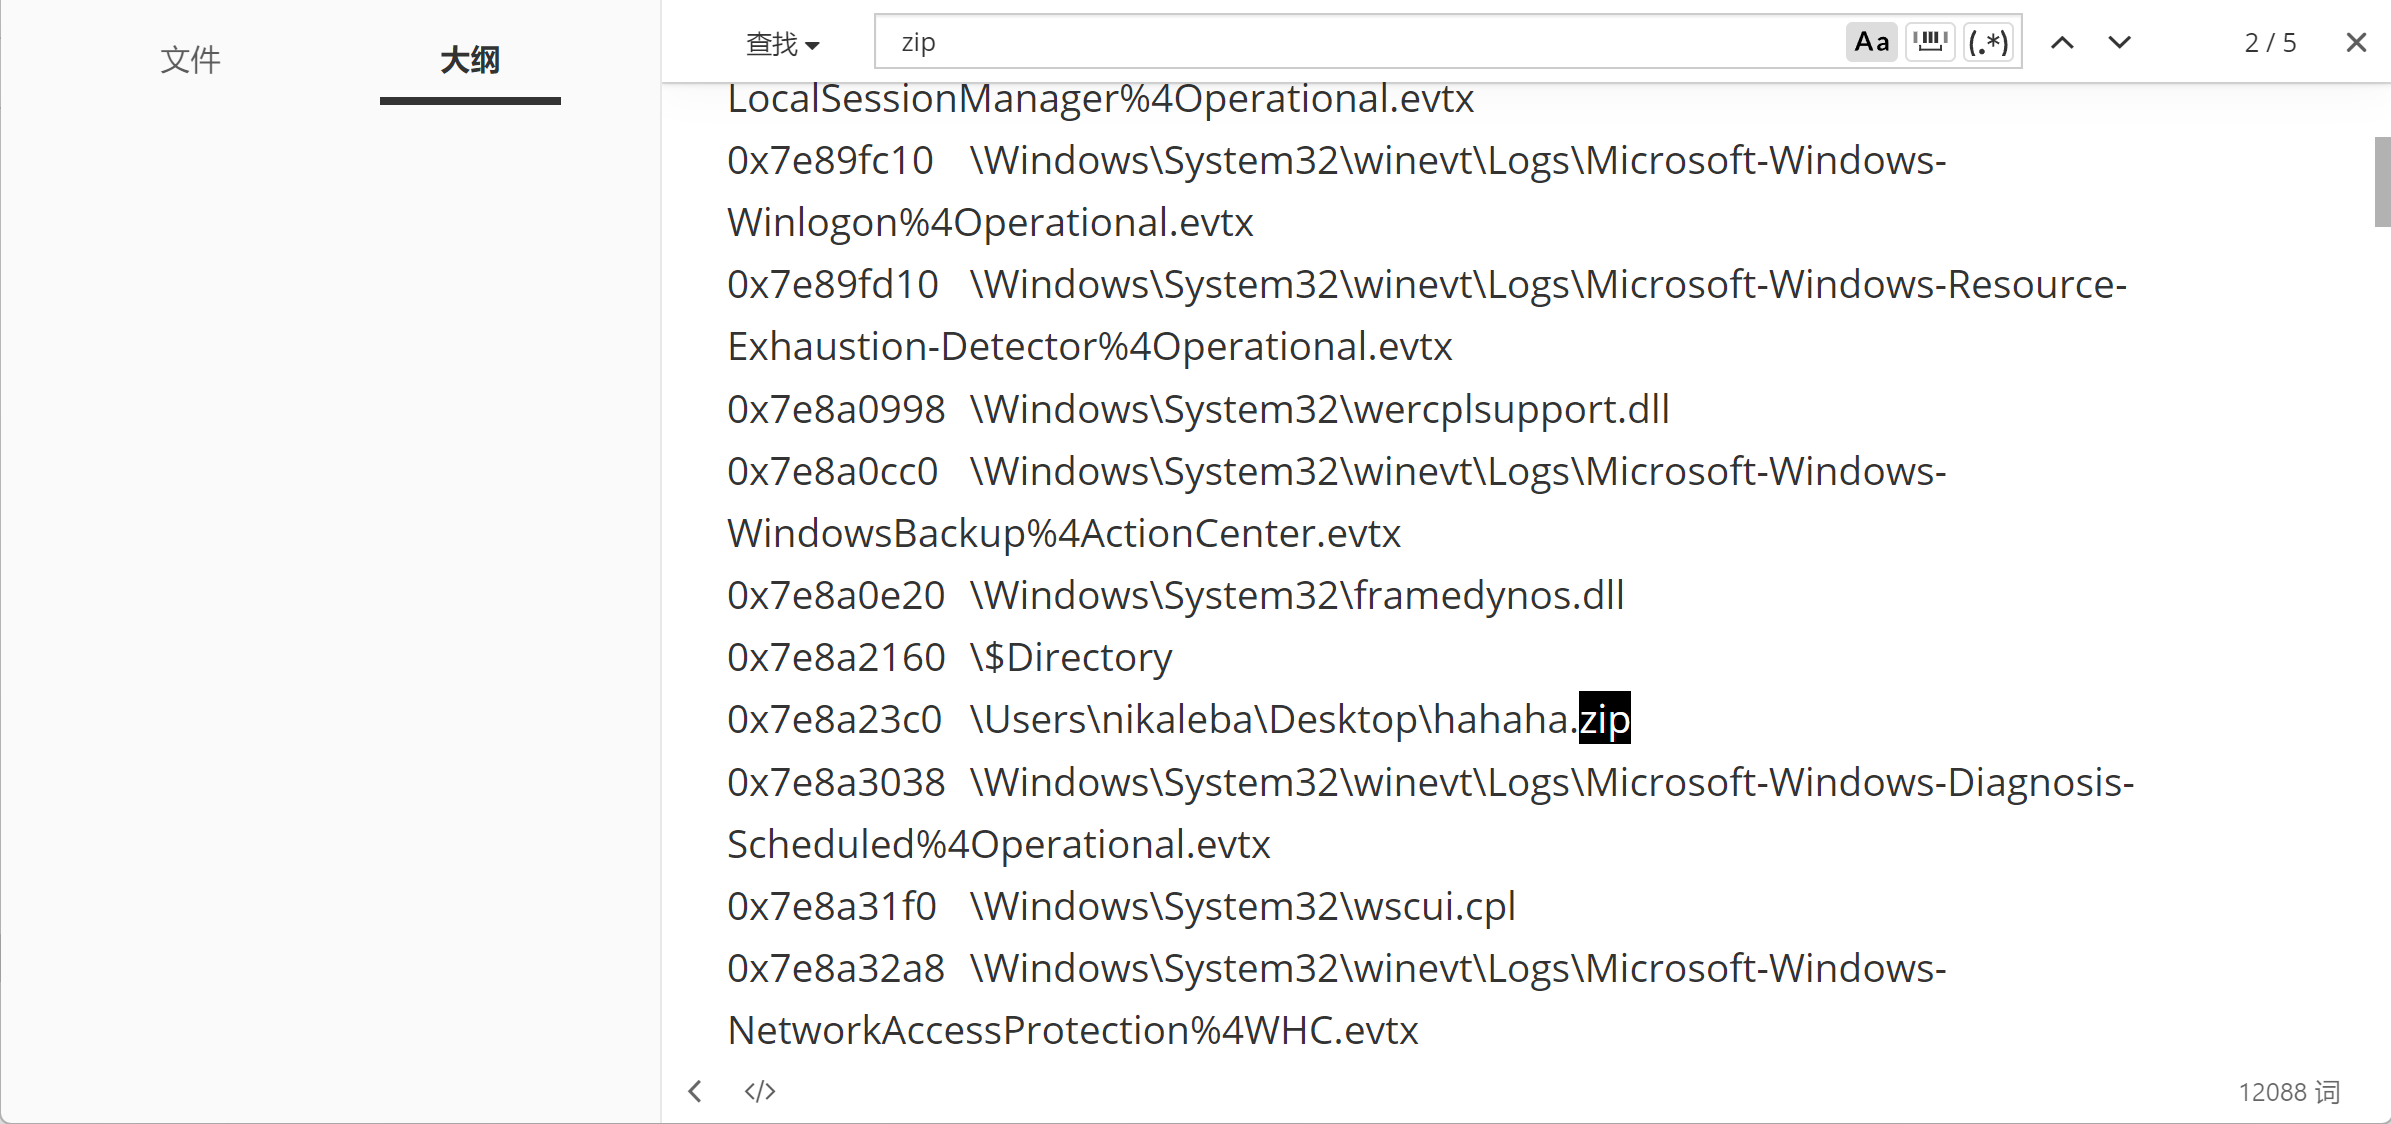 文件
大纲
查找
zip
Aa
(.*)
2 / 5
LocalSessionManager%4Operational.evtx
0x7e89fc10 \Windows\System32\winevt\Logs\Microsoft-Windows-
Winlogon%4Operational.evtx
0x7e89fd10 \Windows\System32\winevt\Logs\Microsoft-Windows-Resource-
Exhaustion-Detector%4Operational.evtx
0x7e8a0998 \Windows\System32\wercplsupport.dll
0x7e8a0cc0 \Windows\System32\winevt\Logs\Microsoft-Windows-
WindowsBackup%4ActionCenter.evtx
0x7e8a0e20 \Windows\System32\framedynos.dll
0x7e8a2160 \$Directory
0x7e8a23c0 \Users\nikaleba\Desktop\hahaha.zip
0x7e8a3038 \Windows\System32\winevt\Logs\Microsoft-Windows-Diagnosis-
Scheduled%4Operational.evtx
0x7e8a31f0 \Windows\System32\wscui.cpl
0x7e8a32a8 \Windows\System32\winevt\Logs\Microsoft-Windows-
NetworkAccessProtection%4WHC.evtx
</>
12088 词